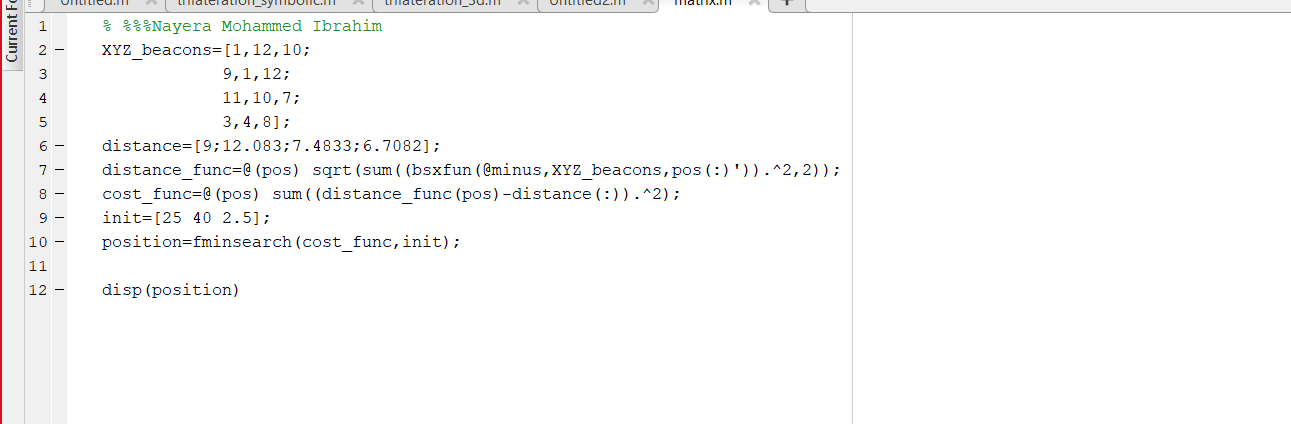 Untitled.m trilateration_symbolic.m trilateration_3d.m Untitled2.m matrix.m +
Current Fo
1 % %%%Nayera Mohammed Ibrahim
2 — XYZ_beacons=[1,12,10;
3 9,1,12;
4 11,10,7;
5 3,4,8];
6 — distance=[9;12.083;7.4833;6.7082];
7 — distance_func=@(pos) sqrt(sum((bsxfun(@minus,XYZ_beacons,pos(:)')).^2,2));
8 — cost_func=@(pos) sum((distance_func(pos)-distance(:)).^2);
9 — init=[25 40 2.5];
10 — position=fminsearch(cost_func,init);
11
12 — disp(position)